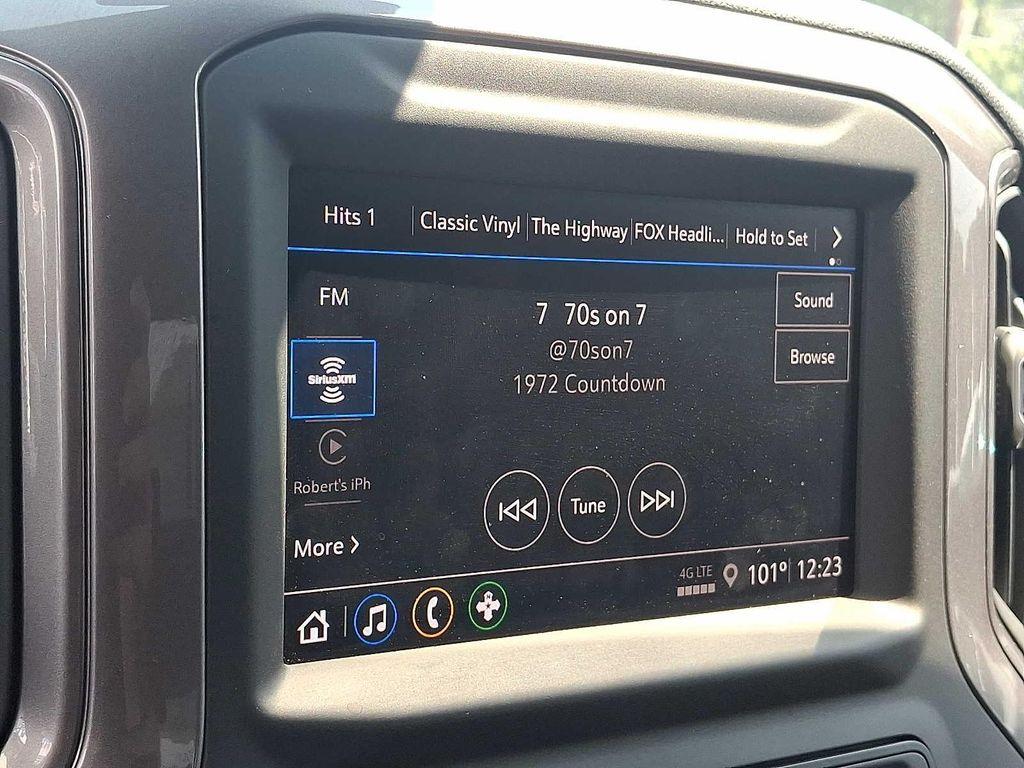 Hits 1
Classic Vinyl
The Highway
FOX Headli...
Hold to Set
FM
7 70s on 7
Sound
@70son7
Browse
SiriusXM
1972 Countdown
Robert's iPh
Tune
More
4G LTE
101° 12:23